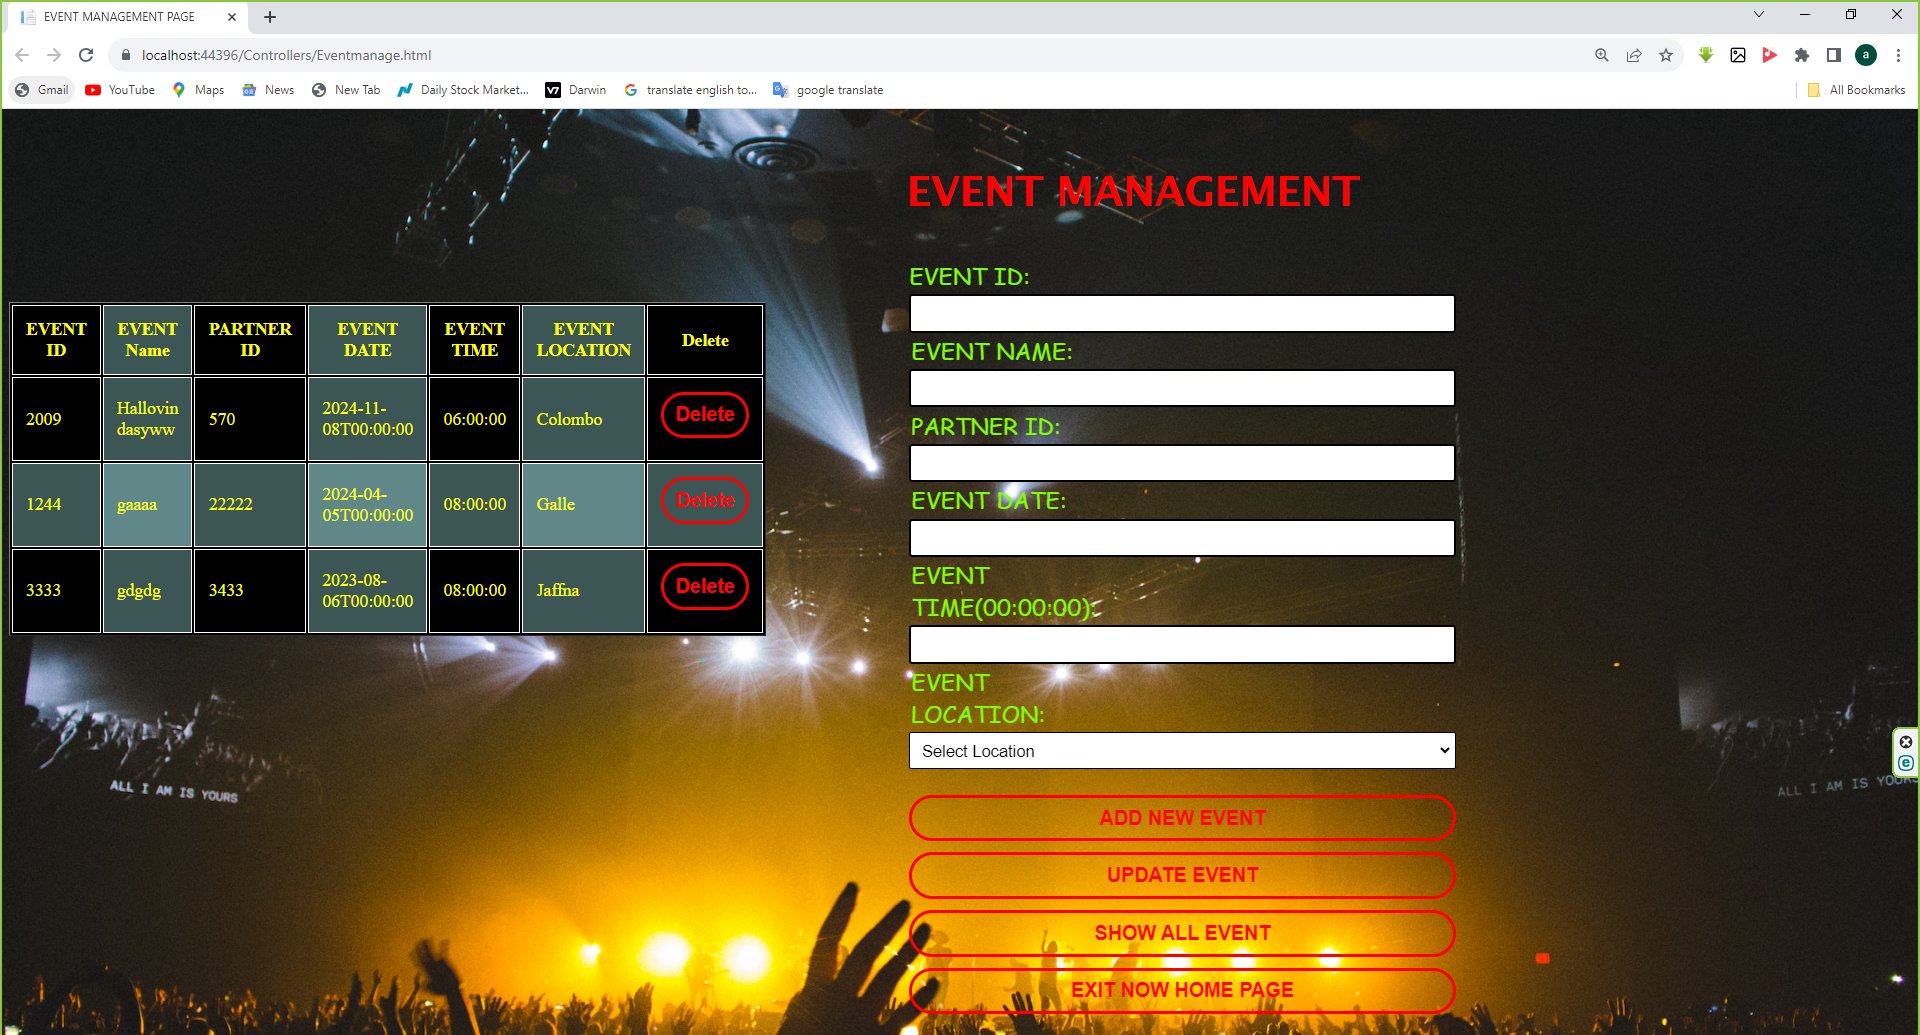 EVENT MANAGEMENT PAGE
localhost:44396/Controllers/Eventmanage.html
a
Gmail YouTube Maps News New Tab Daily Stock Market... Darwin translate english to... google translate All Bookmarks
EVENT MANAGEMENT
EVENT ID:
EVENT NAME:
PARTNER ID:
EVENT DATE:
EVENT
TIME(00:00:00):
EVENT
LOCATION:
Select Location
ADD NEW EVENT
UPDATE EVENT
SHOW ALL EVENT
EXIT NOW HOME PAGE
EVENT ID EVENT Name PARTNER ID EVENT DATE EVENT TIME EVENT LOCATION Delete
2009 Hallovin dasyww 570 2024-11-08T00:00:00 06:00:00 Colombo Delete
1244 gaaaa 22222 2024-04-05T00:00:00 08:00:00 Galle Delete
3333 gdgdg 3433 2023-08-06T00:00:00 08:00:00 Jaffna Delete
ALL I AM IS YOURS
ALL I AM IS YOURS